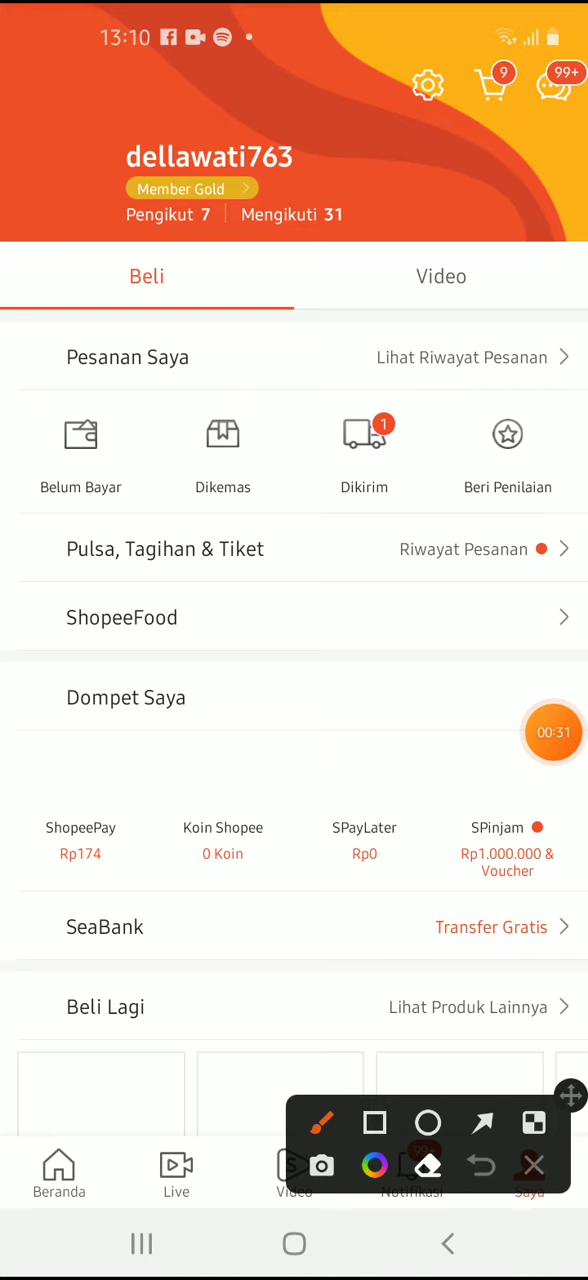 13:10
9
99+
dellawati763
Member Gold
Pengikut 7 Mengikuti 31
Beli Video
Pesanan Saya Lihat Riwayat Pesanan
1
Belum Bayar Dikemas Dikirim Beri Penilaian
Pulsa, Tagihan & Tiket Riwayat Pesanan
ShopeeFood
Dompet Saya
00:31
ShopeePay Koin Shopee SPayLater SPinjam
Rp174 0 Koin Rp0 Rp1.000.000 &
Voucher
SeaBank Transfer Gratis
Beli Lagi Lihat Produk Lainnya
Beranda Live Video Notifikasi Saya